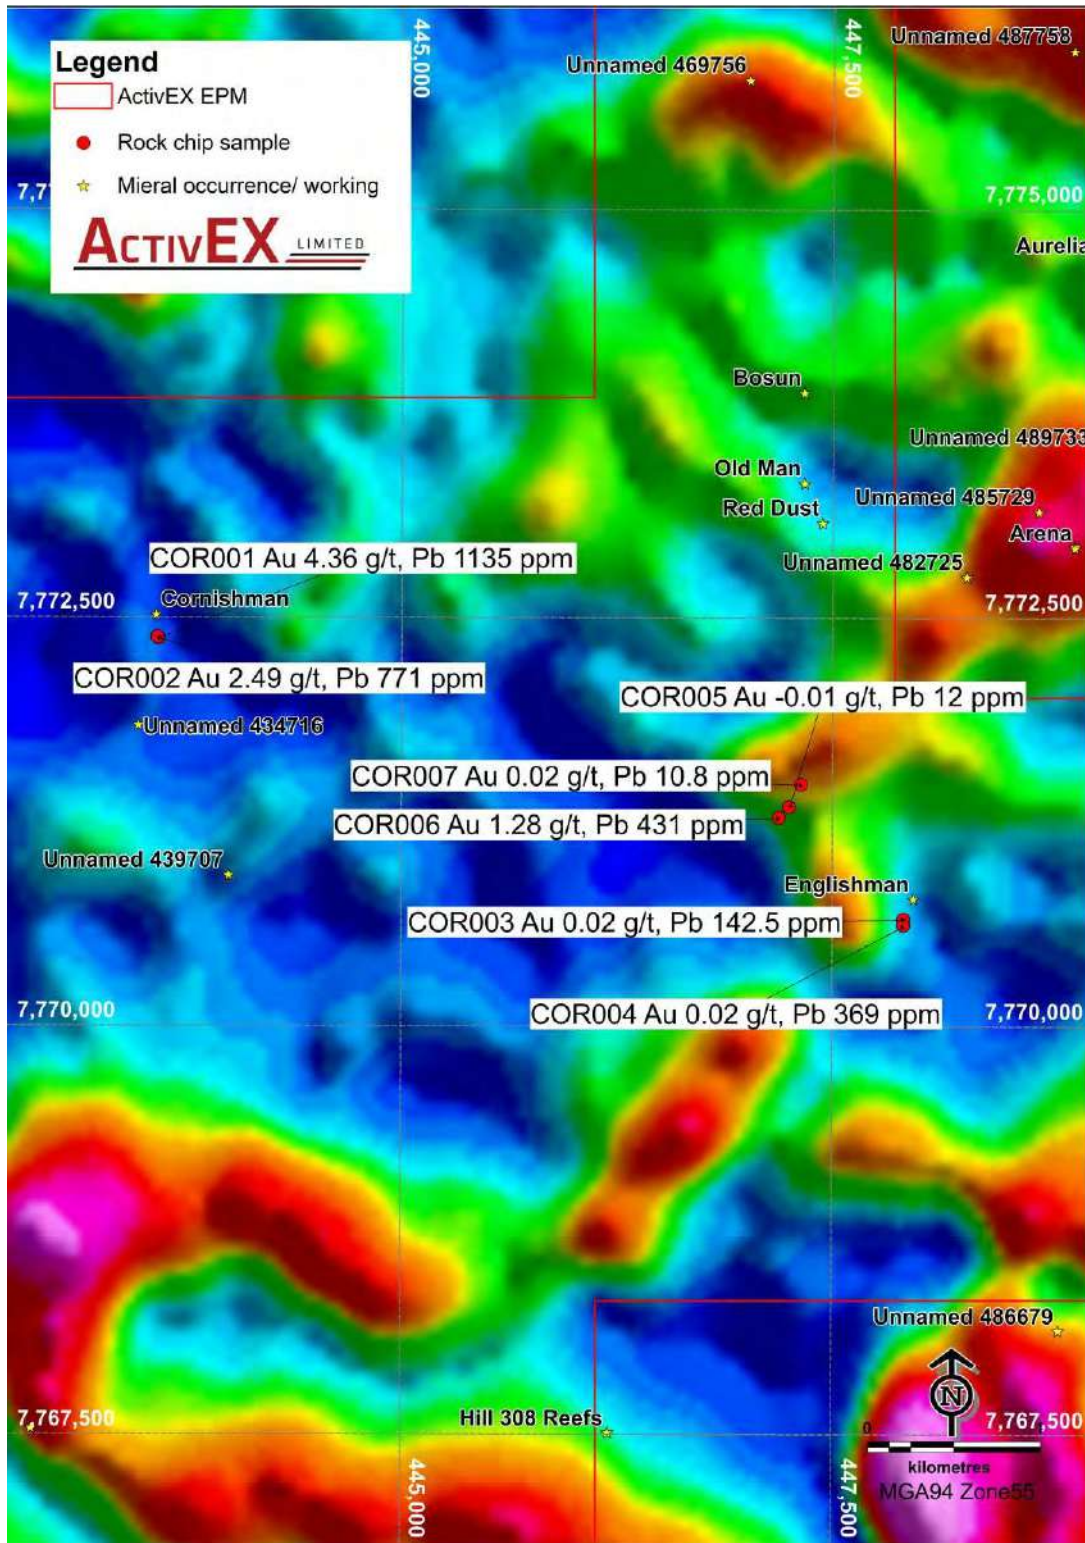 Legend
ActivEX EPM
Rock chip sample
Mieral occurrence/ working
ACTIVEX LIMITED
445,000
447,500
Unnamed 487758
Unnamed 469756
7,775,000
Aurelia
Bosun
Unnamed 489733
Old Man
Unnamed 485729
Red Dust
Arena
COR001 Au 4.36 g/t, Pb 1135 ppm
Unnamed 482725
Cornishman
7,772,500
7,772,500
COR002 Au 2.49 g/t, Pb 771 ppm
COR005 Au -0.01 g/t, Pb 12 ppm
Unnamed 434716
COR007 Au 0.02 g/t, Pb 10.8 ppm
COR006 Au 1.28 g/t, Pb 431 ppm
Unnamed 439707
Englishman
COR003 Au 0.02 g/t, Pb 142.5 ppm
7,770,000
7,770,000
COR004 Au 0.02 g/t, Pb 369 ppm
Unnamed 486679
N
7,767,500
Hill 308 Reefs
7,767,500
0
kilometres
MGA94 Zone55
445,000
447,500